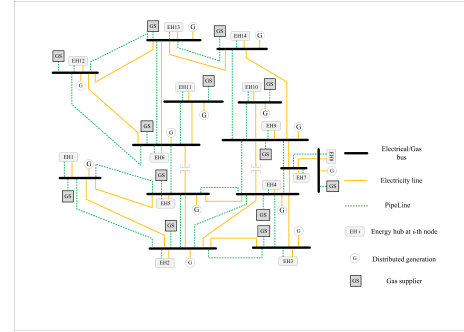 GS
EH13
G
EH14
G
GS
EH12
G
GS
EH11
GS
G
EH10
GS
G
GS
G
EH6
EH9
G
GS
EH1
G
GS
EH5
G
EH4
G
GS
EH7
EH8
G
GS
GS
EH2
G
GS
GS
G
EH3
Electrical/Gas
bus
Electricity line
PipeLine
EH i Energy hub at i-th node
G Distributed generation
GS Gas supplier